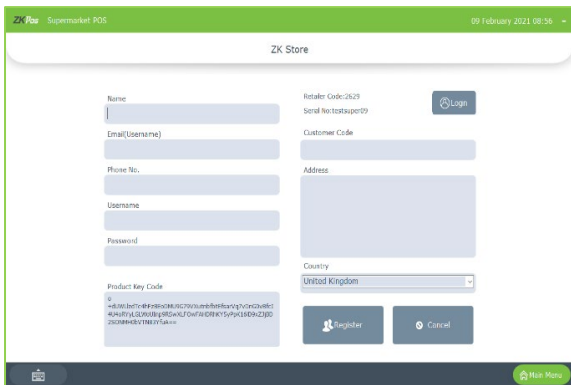 ZKPos Supermarket POS 09 February 2021 08:56
ZK Store
Name
Email(Username)
Phone No.
Username
Password
Product Key Code
Retailer Code:2629
Serial No:testsuper09
Login
Customer Code
Address
Country
United Kingdom
Register
Cancel
Main Menu